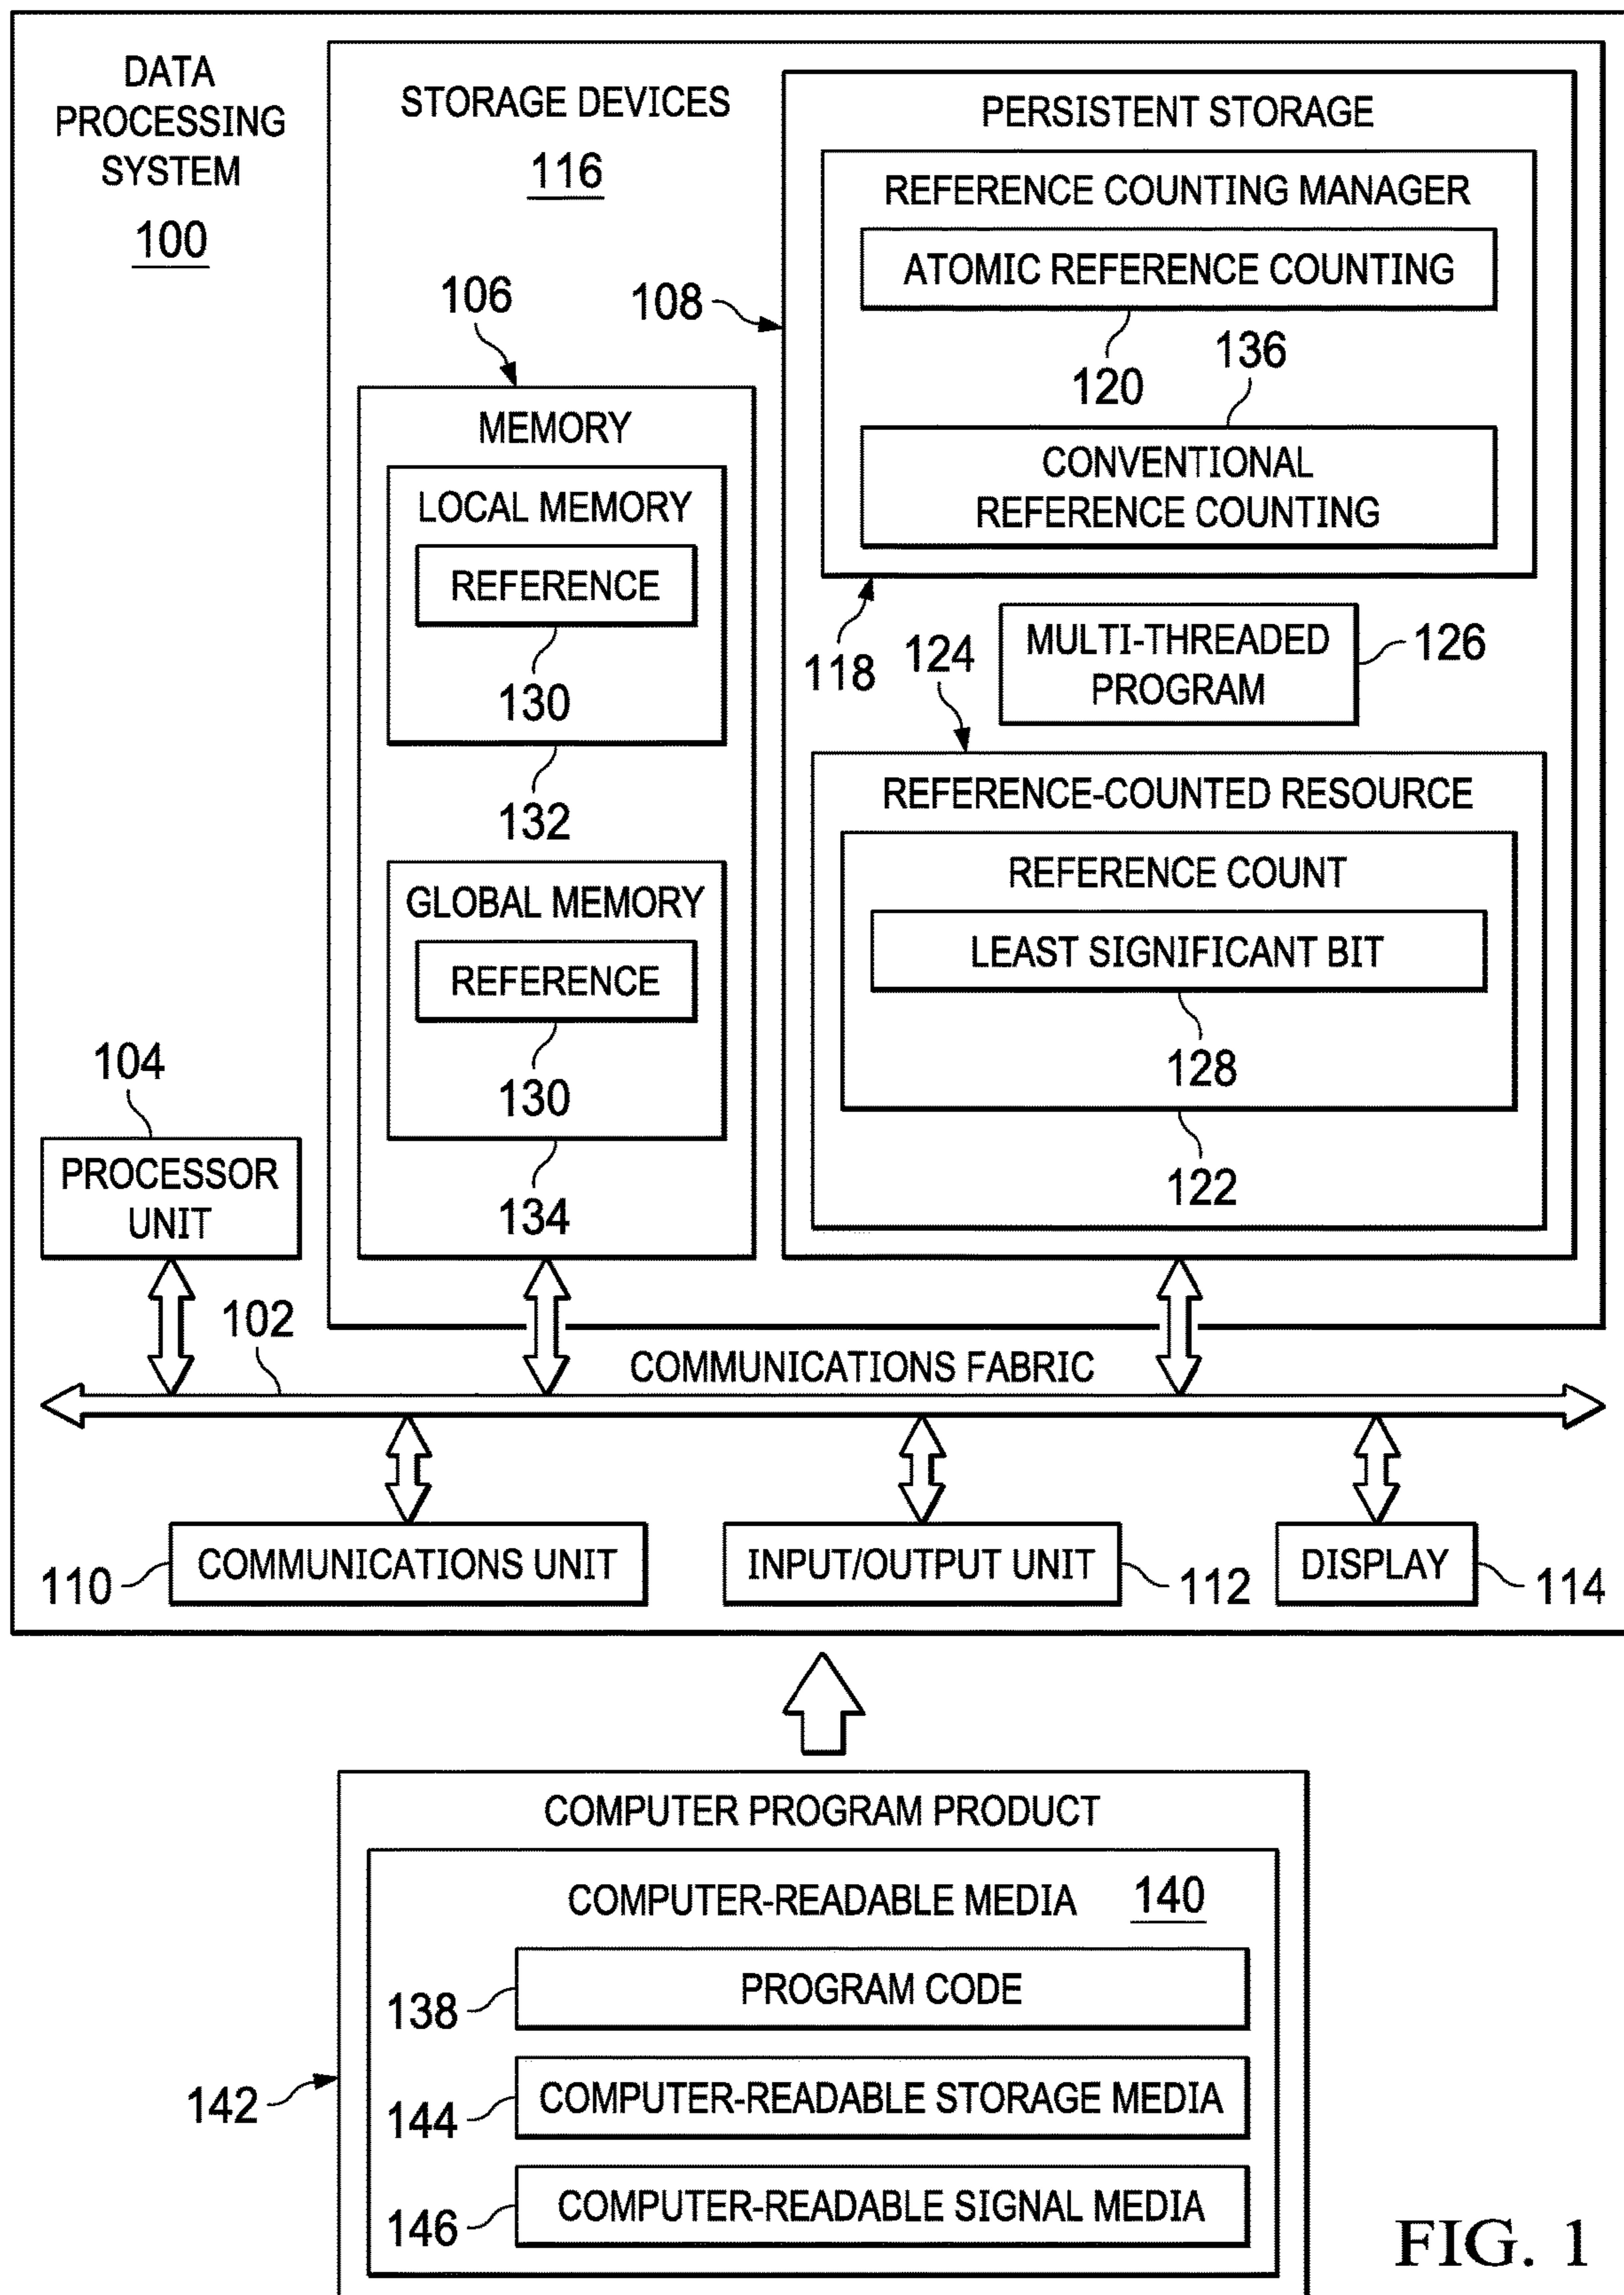 DATA
PROCESSING
SYSTEM
100
STORAGE DEVICES
116
PERSISTENT STORAGE
REFERENCE COUNTING MANAGER
ATOMIC REFERENCE COUNTING
120
136
CONVENTIONAL
REFERENCE COUNTING
118
108
106
MEMORY
LOCAL MEMORY
REFERENCE
130
132
GLOBAL MEMORY
REFERENCE
130
134
MULTI-THREADED
PROGRAM
126
124
REFERENCE-COUNTED RESOURCE
REFERENCE COUNT
LEAST SIGNIFICANT BIT
128
122
104
PROCESSOR
UNIT
102
COMMUNICATIONS FABRIC
110
COMMUNICATIONS UNIT
INPUT/OUTPUT UNIT
112
DISPLAY
114
COMPUTER PROGRAM PRODUCT
COMPUTER-READABLE MEDIA
140
138
PROGRAM CODE
142
144
COMPUTER-READABLE STORAGE MEDIA
146
COMPUTER-READABLE SIGNAL MEDIA
FIG. 1